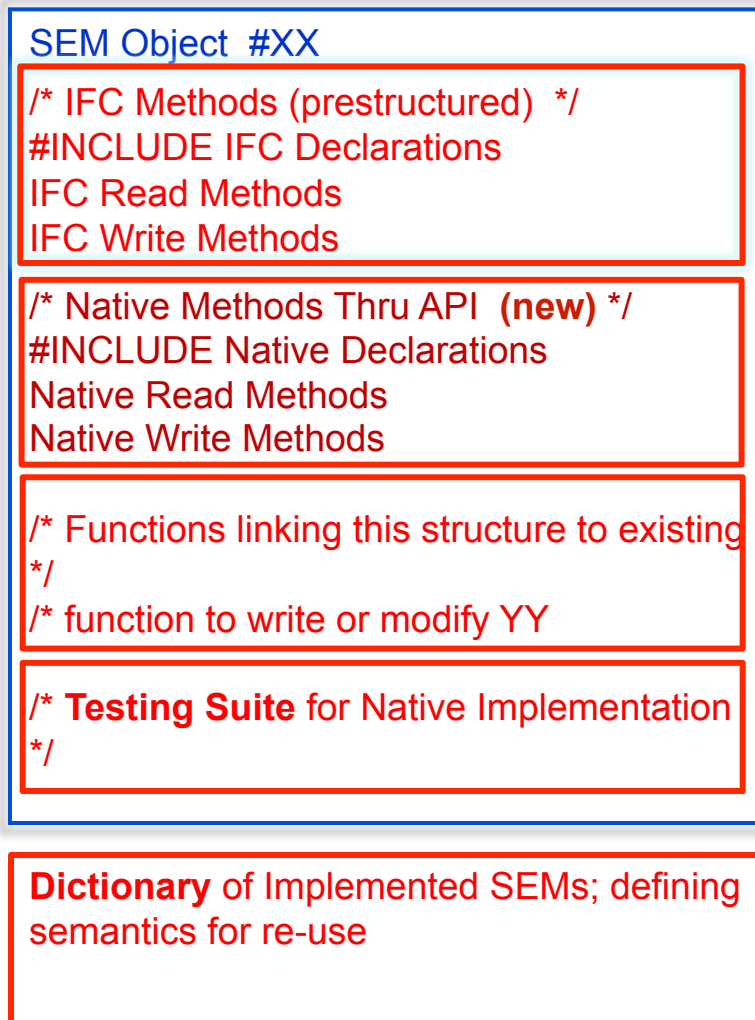 SEM Object  #XX
/* IFC Methods (prestructured)  */
#INCLUDE IFC Declarations
IFC Read Methods
IFC Write Methods
/* Native Methods Thru API  (new) */
#INCLUDE Native Declarations
Native Read Methods
Native Write Methods
/* Functions linking this structure to existing
*/
/* function to write or modify YY
/* Testing Suite for Native Implementation
*/
Dictionary of Implemented SEMs; defining
semantics for re-use